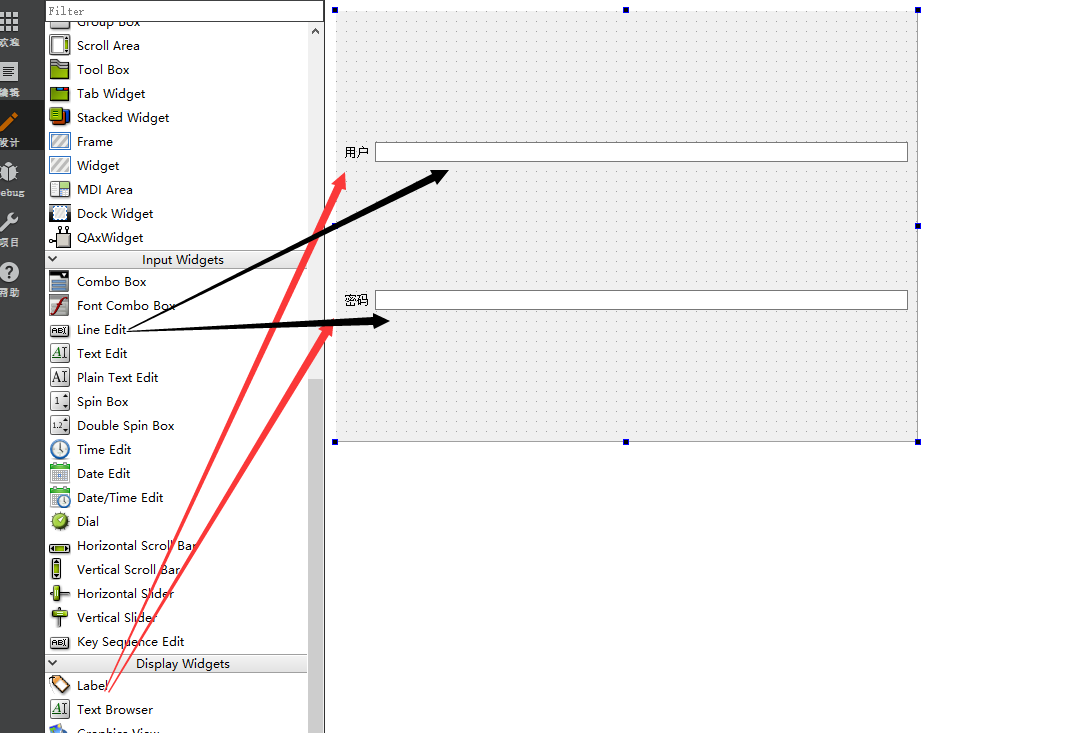 Filter
Group Box
Scroll Area
Tool Box
Tab Widget
Stacked Widget
Frame
Widget
MDI Area
Dock Widget
QAxWidget
Input Widgets
Combo Box
Font Combo Box
Line Edit
Text Edit
Plain Text Edit
Spin Box
Double Spin Box
Time Edit
Date Edit
Date/Time Edit
Dial
Horizontal Scroll Bar
Vertical Scroll Bar
Horizontal Slider
Vertical Slider
Key Sequence Edit
Display Widgets
Label
Text Browser
Graphics View
欢迎
编辑
设计
ebug
项目
帮助
用户
密码